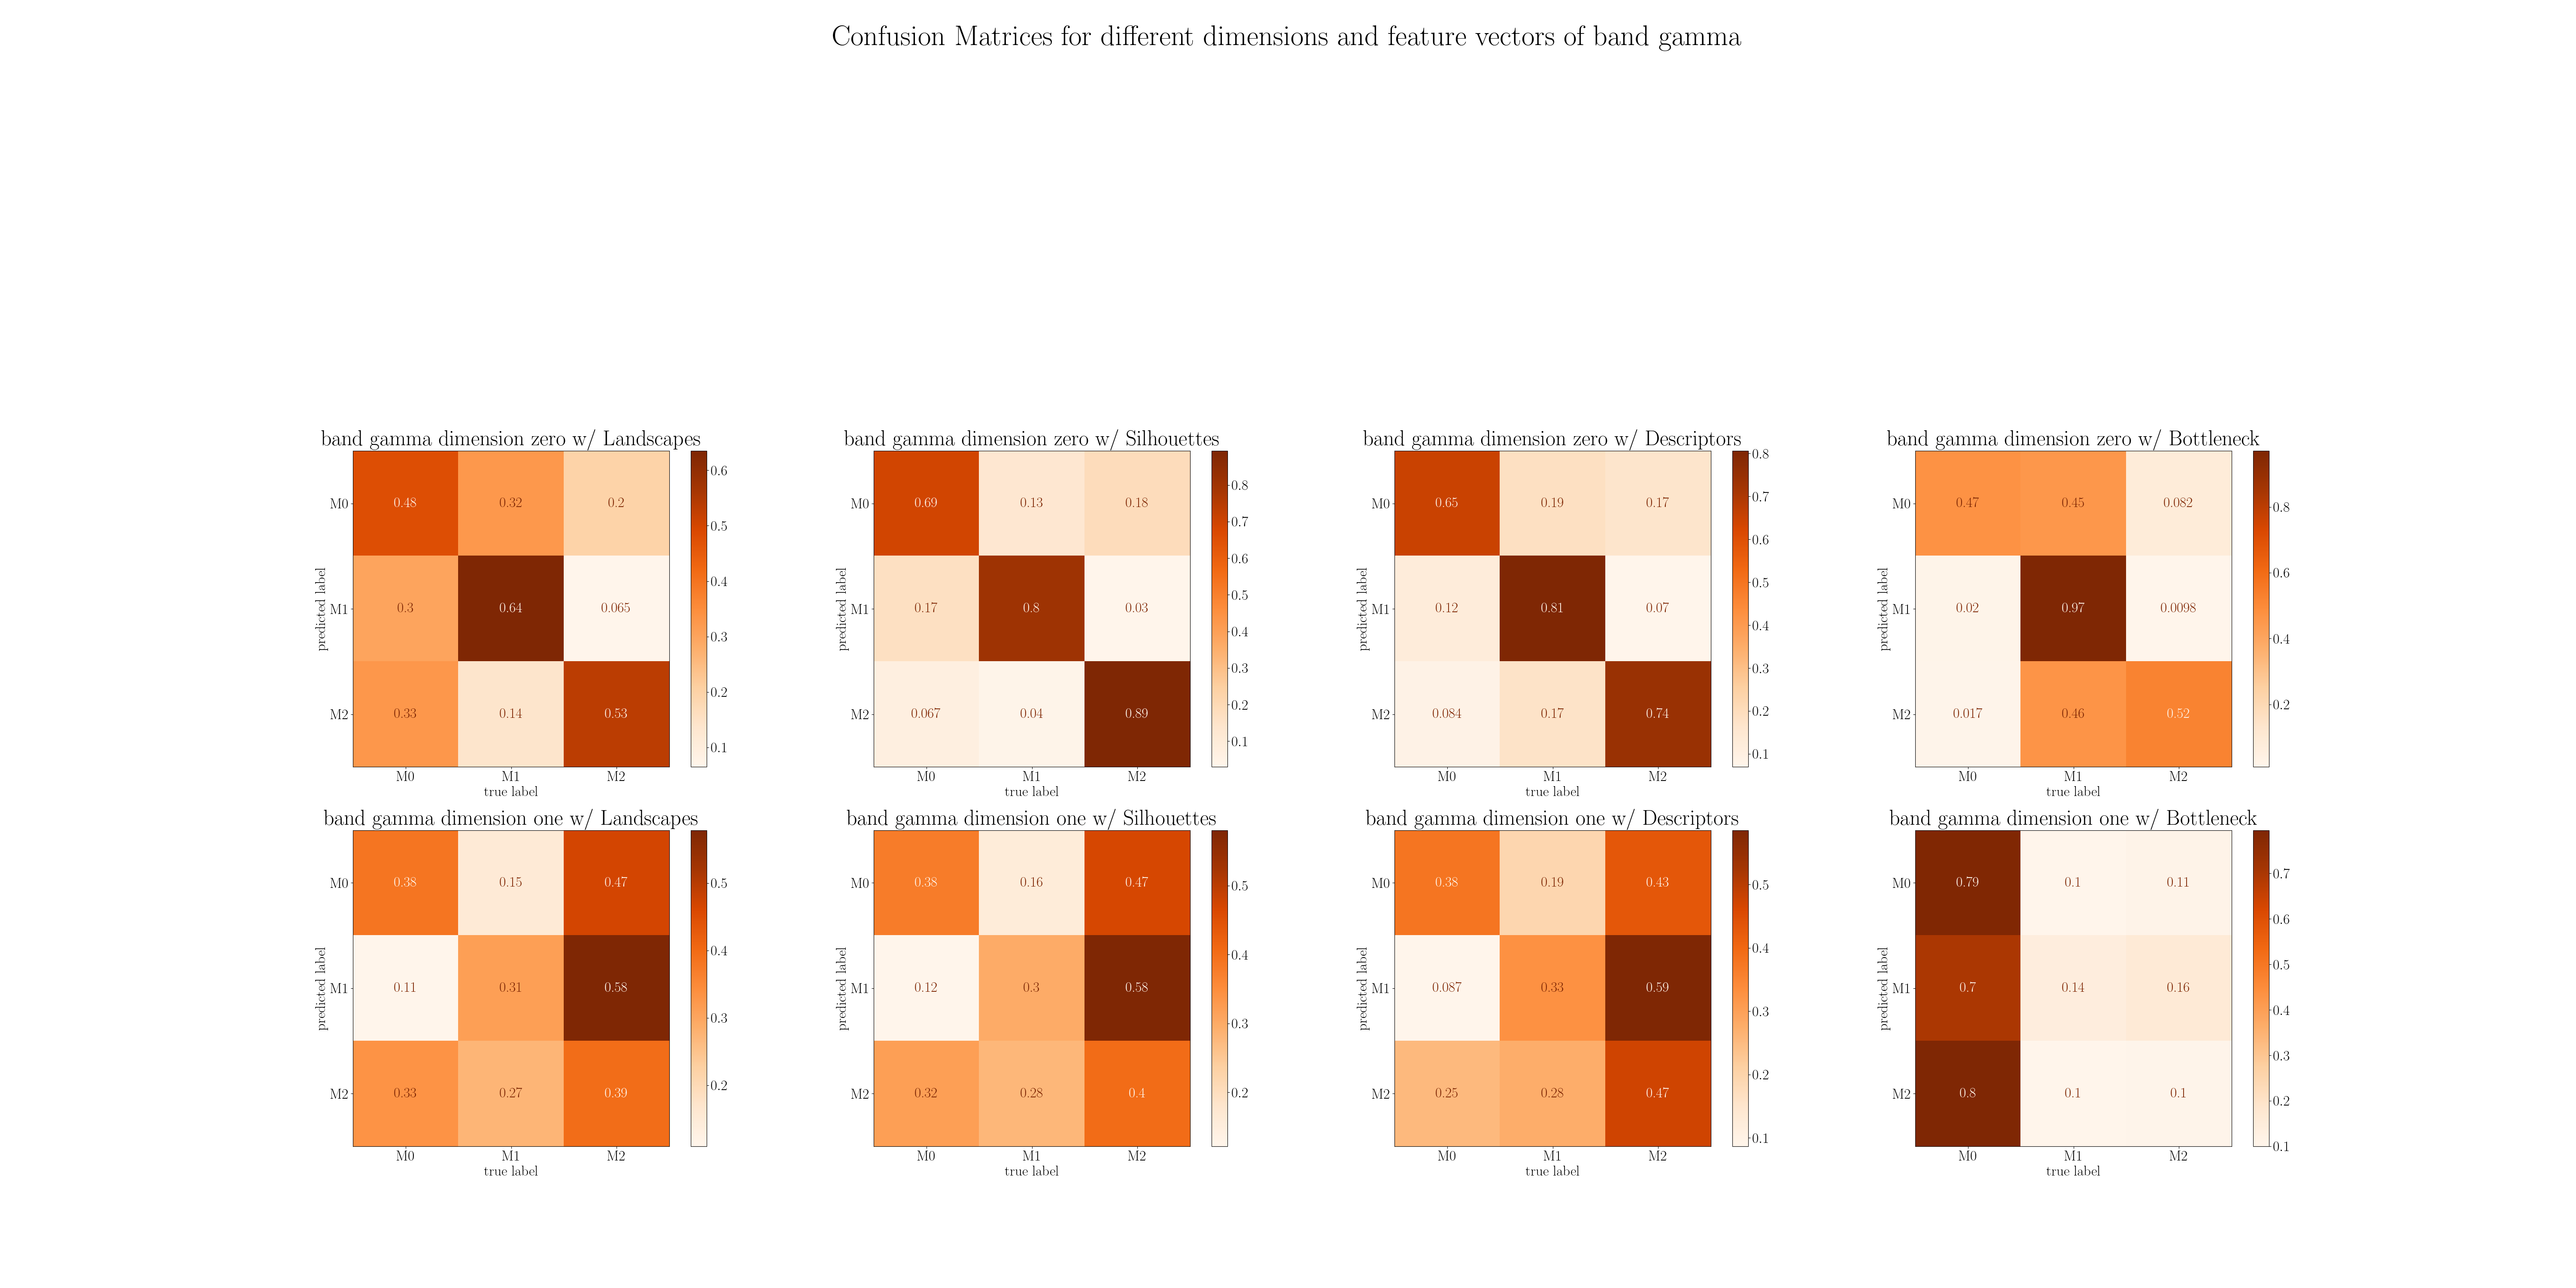 Confusion Matrices for different dimensions and feature vectors of band gamma
band gamma dimension zero w/ Landscapes
M0 0.48 0.32 0.2
M1 0.3 0.64 0.065
M2 0.33 0.14 0.53
M0 M1 M2
true label
predicted label
0.6
0.5
0.4
0.3
0.2
0.1
band gamma dimension zero w/ Silhouettes
M0 0.69 0.13 0.18
M1 0.17 0.8 0.03
M2 0.067 0.04 0.89
M0 M1 M2
true label
predicted label
0.8
0.7
0.6
0.5
0.4
0.3
0.2
0.1
band gamma dimension zero w/ Descriptors
M0 0.65 0.19 0.17
M1 0.12 0.81 0.07
M2 0.084 0.17 0.74
M0 M1 M2
true label
predicted label
0.8
0.7
0.6
0.5
0.4
0.3
0.2
0.1
band gamma dimension zero w/ Bottleneck
M0 0.47 0.45 0.082
M1 0.02 0.97 0.0098
M2 0.017 0.46 0.52
M0 M1 M2
true label
predicted label
0.8
0.6
0.4
0.2
band gamma dimension one w/ Landscapes
M0 0.38 0.15 0.47
M1 0.11 0.31 0.58
M2 0.33 0.27 0.39
M0 M1 M2
true label
predicted label
0.5
0.4
0.3
0.2
band gamma dimension one w/ Silhouettes
M0 0.38 0.16 0.47
M1 0.12 0.3 0.58
M2 0.32 0.28 0.4
M0 M1 M2
true label
predicted label
0.5
0.4
0.3
0.2
band gamma dimension one w/ Descriptors
M0 0.38 0.19 0.43
M1 0.087 0.33 0.59
M2 0.25 0.28 0.47
M0 M1 M2
true label
predicted label
0.5
0.4
0.3
0.2
0.1
band gamma dimension one w/ Bottleneck
M0 0.79 0.1 0.11
M1 0.7 0.14 0.16
M2 0.8 0.1 0.1
M0 M1 M2
true label
predicted label
0.7
0.6
0.5
0.4
0.3
0.2
0.1